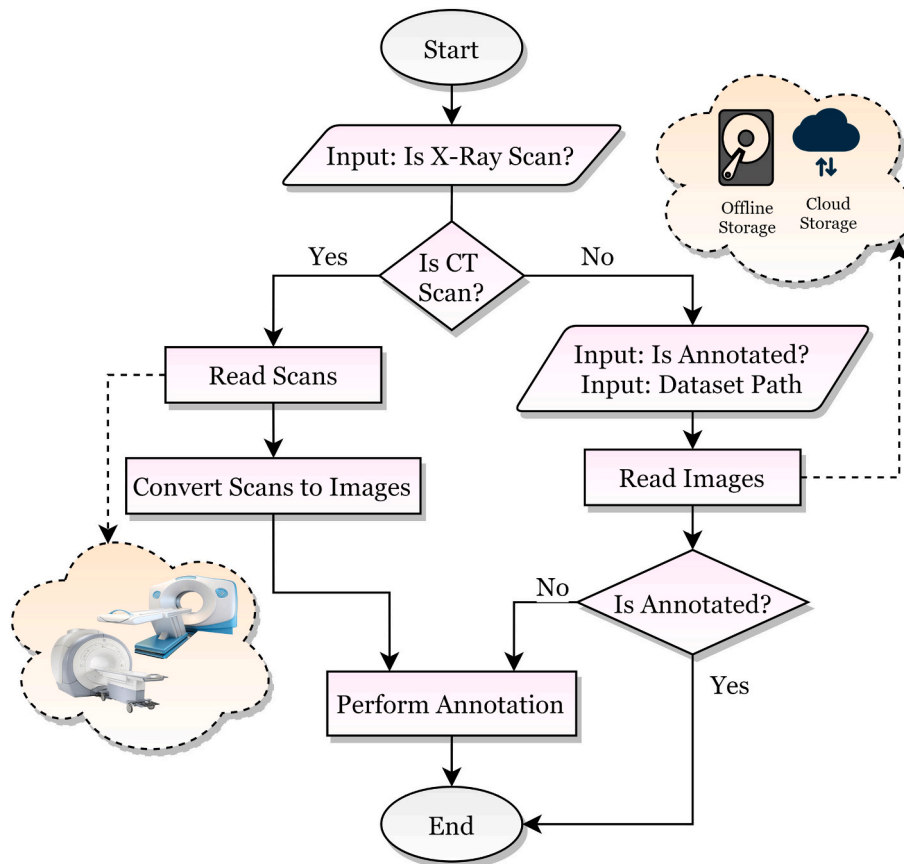 Start
Input: Is X-Ray Scan?
Offline
Storage
Cloud
Storage
Yes
Is CT
Scan?
No
Read Scans
Input: Is Annotated?
Input: Dataset Path
Convert Scans to Images
Read Images
No
Is Annotated?
Perform Annotation
Yes
End